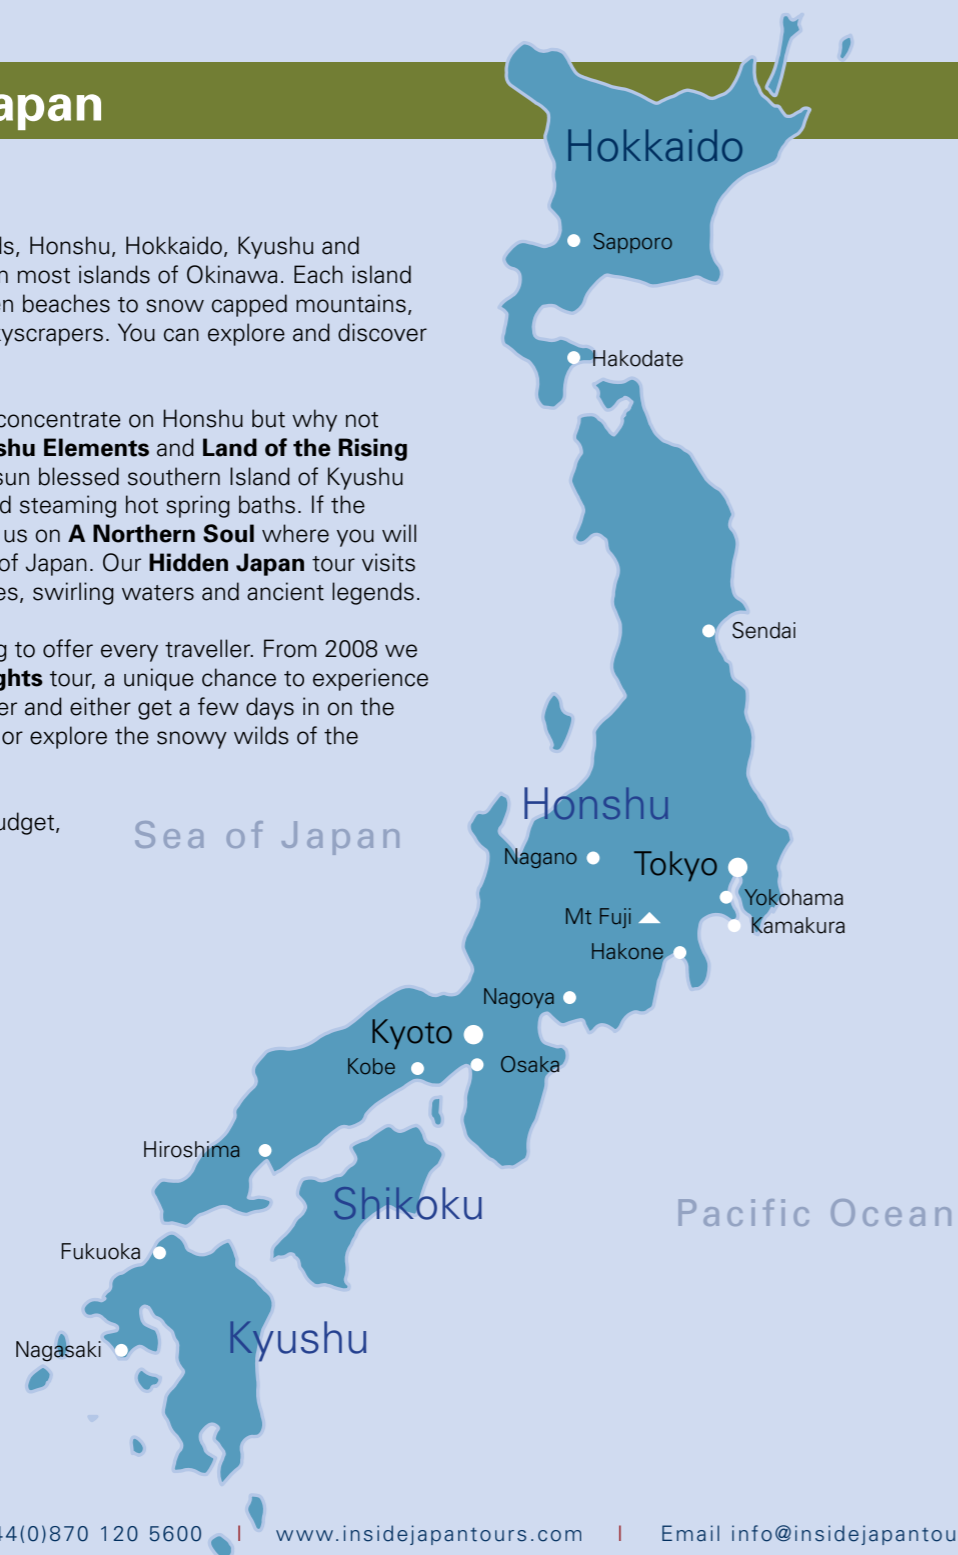 apan
ls, Honshu, Hokkaido, Kyushu and
n most islands of Okinawa. Each island
en beaches to snow capped mountains,
kyscrapers. You can explore and discover
concentrate on Honshu but why not
shu Elements and Land of the Rising
sun blessed southern Island of Kyushu
d steaming hot spring baths. If the
us on A Northern Soul where you will
of Japan. Our Hidden Japan tour visits
es, swirling waters and ancient legends.
g to offer every traveller. From 2008 we
ghts tour, a unique chance to experience
er and either get a few days in on the
or explore the snowy wilds of the
udget,
Hokkaido
Sapporo
Hakodate
Sendai
Honshu
Sea of Japan
Nagano
Tokyo
Yokohama
Mt Fuji
Kamakura
Hakone
Nagoya
Kyoto
Kobe
Osaka
Hiroshima
Shikoku
Pacific Ocean
Fukuoka
Kyushu
Nagasaki
44(0)870 120 5600 | www.insidejapantours.com | Email info@insidejapantou